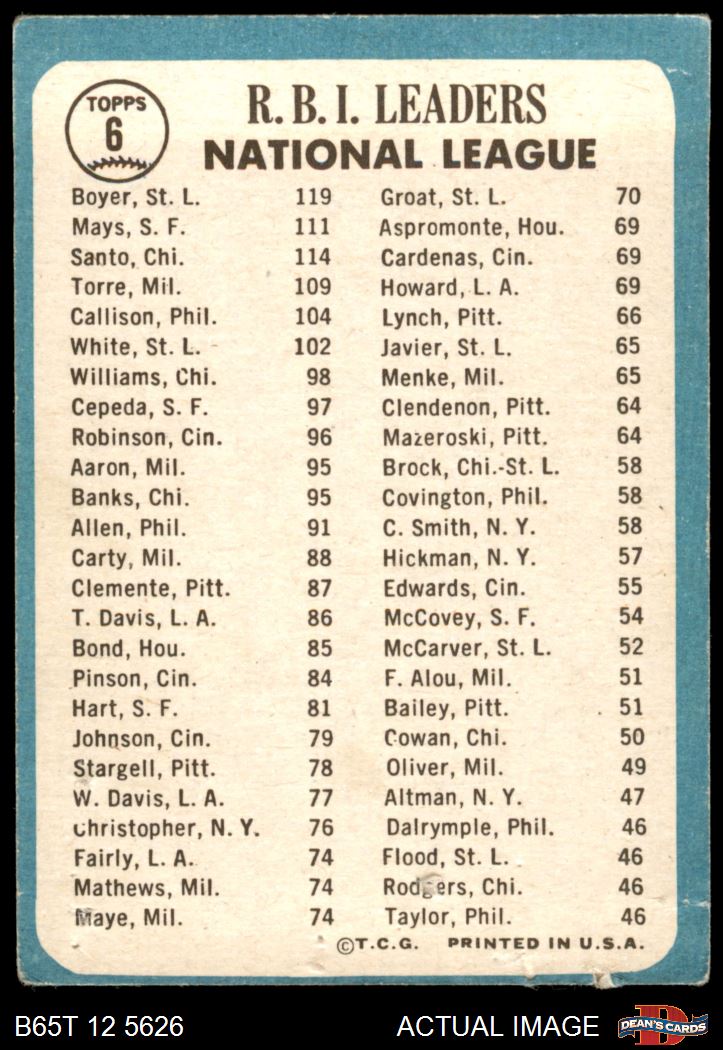 TOPPS
6
R. B. I. LEADERS
NATIONAL LEAGUE
Boyer, St. L. 119
Mays, S. F. 111
Santo, Chi. 114
Torre, Mil. 109
Callison, Phil. 104
White, St. L. 102
Williams, Chi. 98
Cepeda, S. F. 97
Robinson, Cin. 96
Aaron, Mil. 95
Banks, Chi. 95
Allen, Phil. 91
Carty, Mil. 88
Clemente, Pitt. 87
T. Davis, L. A. 86
Bond, Hou. 85
Pinson, Cin. 84
Hart, S. F. 81
Johnson, Cin. 79
Stargell, Pitt. 78
W. Davis, L. A. 77
Christopher, N. Y. 76
Fairly, L. A. 74
Mathews, Mil. 74
Maye, Mil. 74
Groat, St. L. 70
Aspromonte, Hou. 69
Cardenas, Cin. 69
Howard, L. A. 69
Lynch, Pitt. 66
Javier, St. L. 65
Menke, Mil. 65
Clendenon, Pitt. 64
Mazeroski, Pitt. 64
Brock, Chi.-St. L. 58
Covington, Phil. 58
C. Smith, N. Y. 58
Hickman, N. Y. 57
Edwards, Cin. 55
McCovey, S. F. 54
McCarver, St. L. 52
F. Alou, Mil. 51
Bailey, Pitt. 51
Cowan, Chi. 50
Oliver, Mil. 49
Altman, N. Y. 47
Dalrymple, Phil. 46
Flood, St. L. 46
Rodgers, Chi. 46
Taylor, Phil. 46
©T.C.G. PRINTED IN U.S.A.
B65T 12 5626
ACTUAL IMAGE
D
DEAN'S CARDS